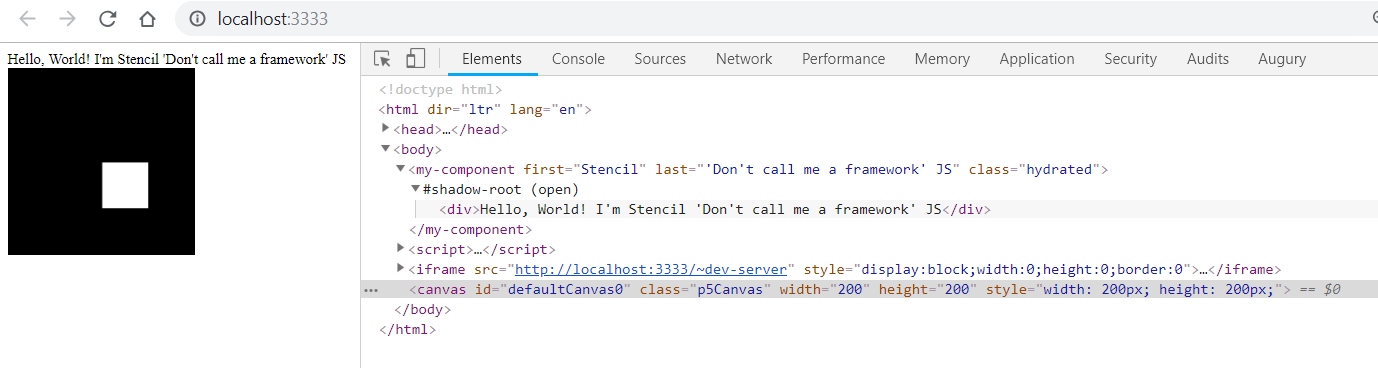 localhost:3333
Hello, World! I'm Stencil 'Don't call me a framework' JS
Elements Console Sources Network Performance Memory Application Security Audits Augury
<!doctype html>
<html dir="ltr" lang="en">
<head>…</head>
<body>
<my-component first="Stencil" last="'Don't call me a framework' JS" class="hydrated">
#shadow-root (open)
<div>Hello, World! I'm Stencil 'Don't call me a framework' JS</div>
</my-component>
<script>…</script>
<iframe src="http://localhost:3333/~dev-server" style="display:block;width:0;height:0;border:0">…</iframe>
<canvas id="defaultCanvas0" class="p5Canvas" width="200" height="200" style="width: 200px; height: 200px;"> == $0
</body>
</html>